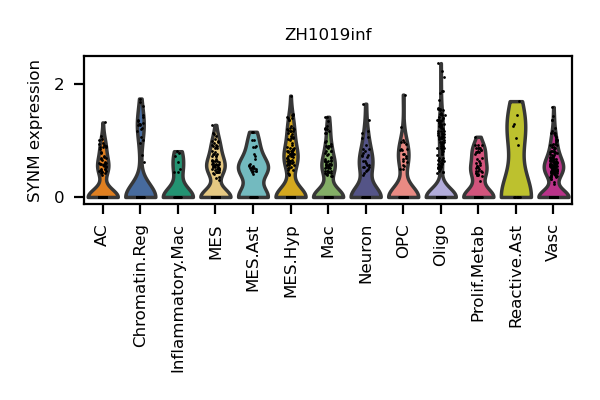 ZH1019inf
SYNM expression
2
0
AC
Chromatin.Reg
Inflammatory.Mac
MES
MES.Ast
MES.Hyp
Mac
Neuron
OPC
Oligo
Prolif.Metab
Reactive.Ast
Vasc